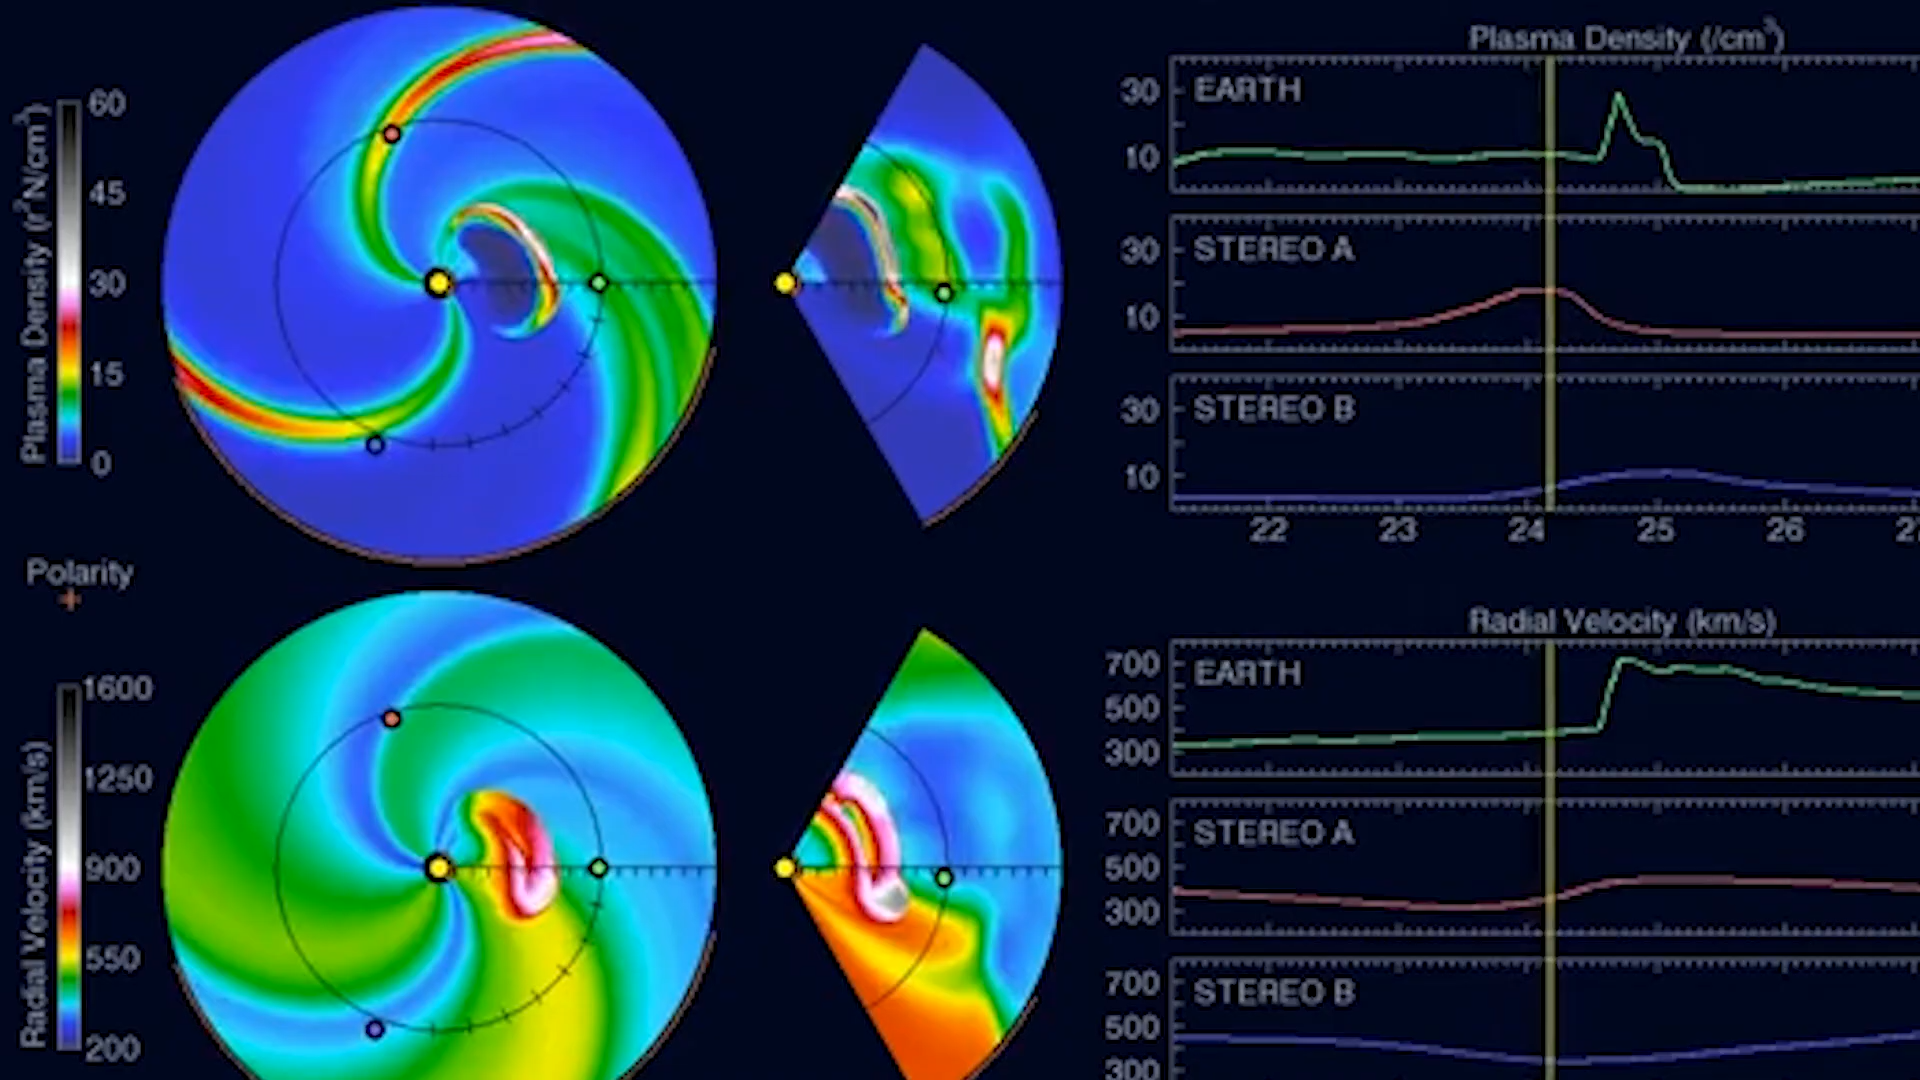 Plasma Density (r²N/cm³)
60
45
30
15
0
Plasma Density (/cm³)
EARTH
30
10
STEREO A
30
10
STEREO B
30
10
22 23 24 25 26
Polarity
+
Radial Velocity (km/s)
1600
1250
900
550
200
Radial Velocity (km/s)
EARTH
700
500
300
STEREO A
700
500
300
STEREO B
700
500
300